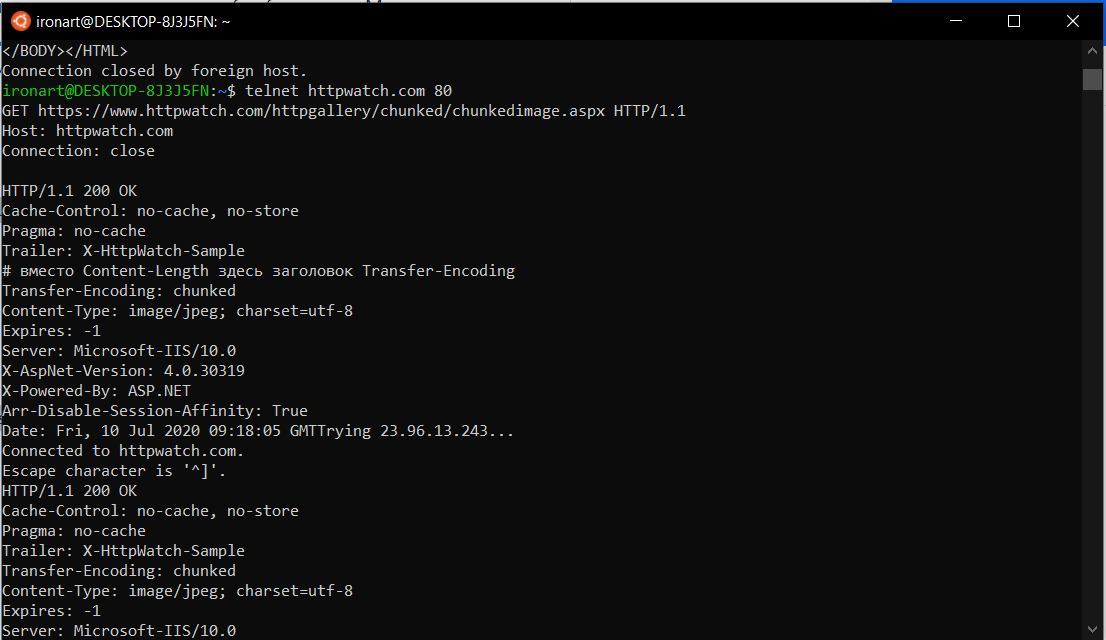 ironart@DESKTOP-8J3J5FN: ~
</BODY></HTML>
Connection closed by foreign host.
ironart@DESKTOP-8J3J5FN:~$ telnet httpwatch.com 80
GET https://www.httpwatch.com/httpgallery/chunked/chunkedimage.aspx HTTP/1.1
Host: httpwatch.com
Connection: close
HTTP/1.1 200 OK
Cache-Control: no-cache, no-store
Pragma: no-cache
Trailer: X-HttpWatch-Sample
# вместо Content-Length здесь заголовок Transfer-Encoding
Transfer-Encoding: chunked
Content-Type: image/jpeg; charset=utf-8
Expires: -1
Server: Microsoft-IIS/10.0
X-AspNet-Version: 4.0.30319
X-Powered-By: ASP.NET
Arr-Disable-Session-Affinity: True
Date: Fri, 10 Jul 2020 09:18:05 GMTTrying 23.96.13.243...
Connected to httpwatch.com.
Escape character is '^]'.
HTTP/1.1 200 OK
Cache-Control: no-cache, no-store
Pragma: no-cache
Trailer: X-HttpWatch-Sample
Transfer-Encoding: chunked
Content-Type: image/jpeg; charset=utf-8
Expires: -1
Server: Microsoft-IIS/10.0